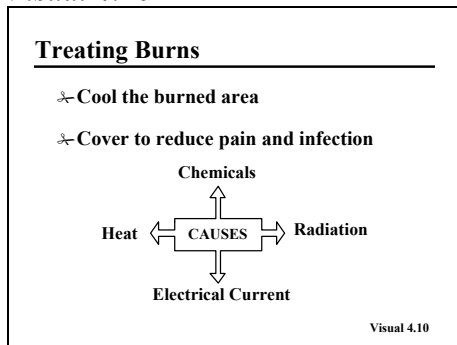 Treating Burns
Cool the burned area
Cover to reduce pain and infection
Chemicals
Heat
CAUSES
Radiation
Electrical Current
Visual 4.10